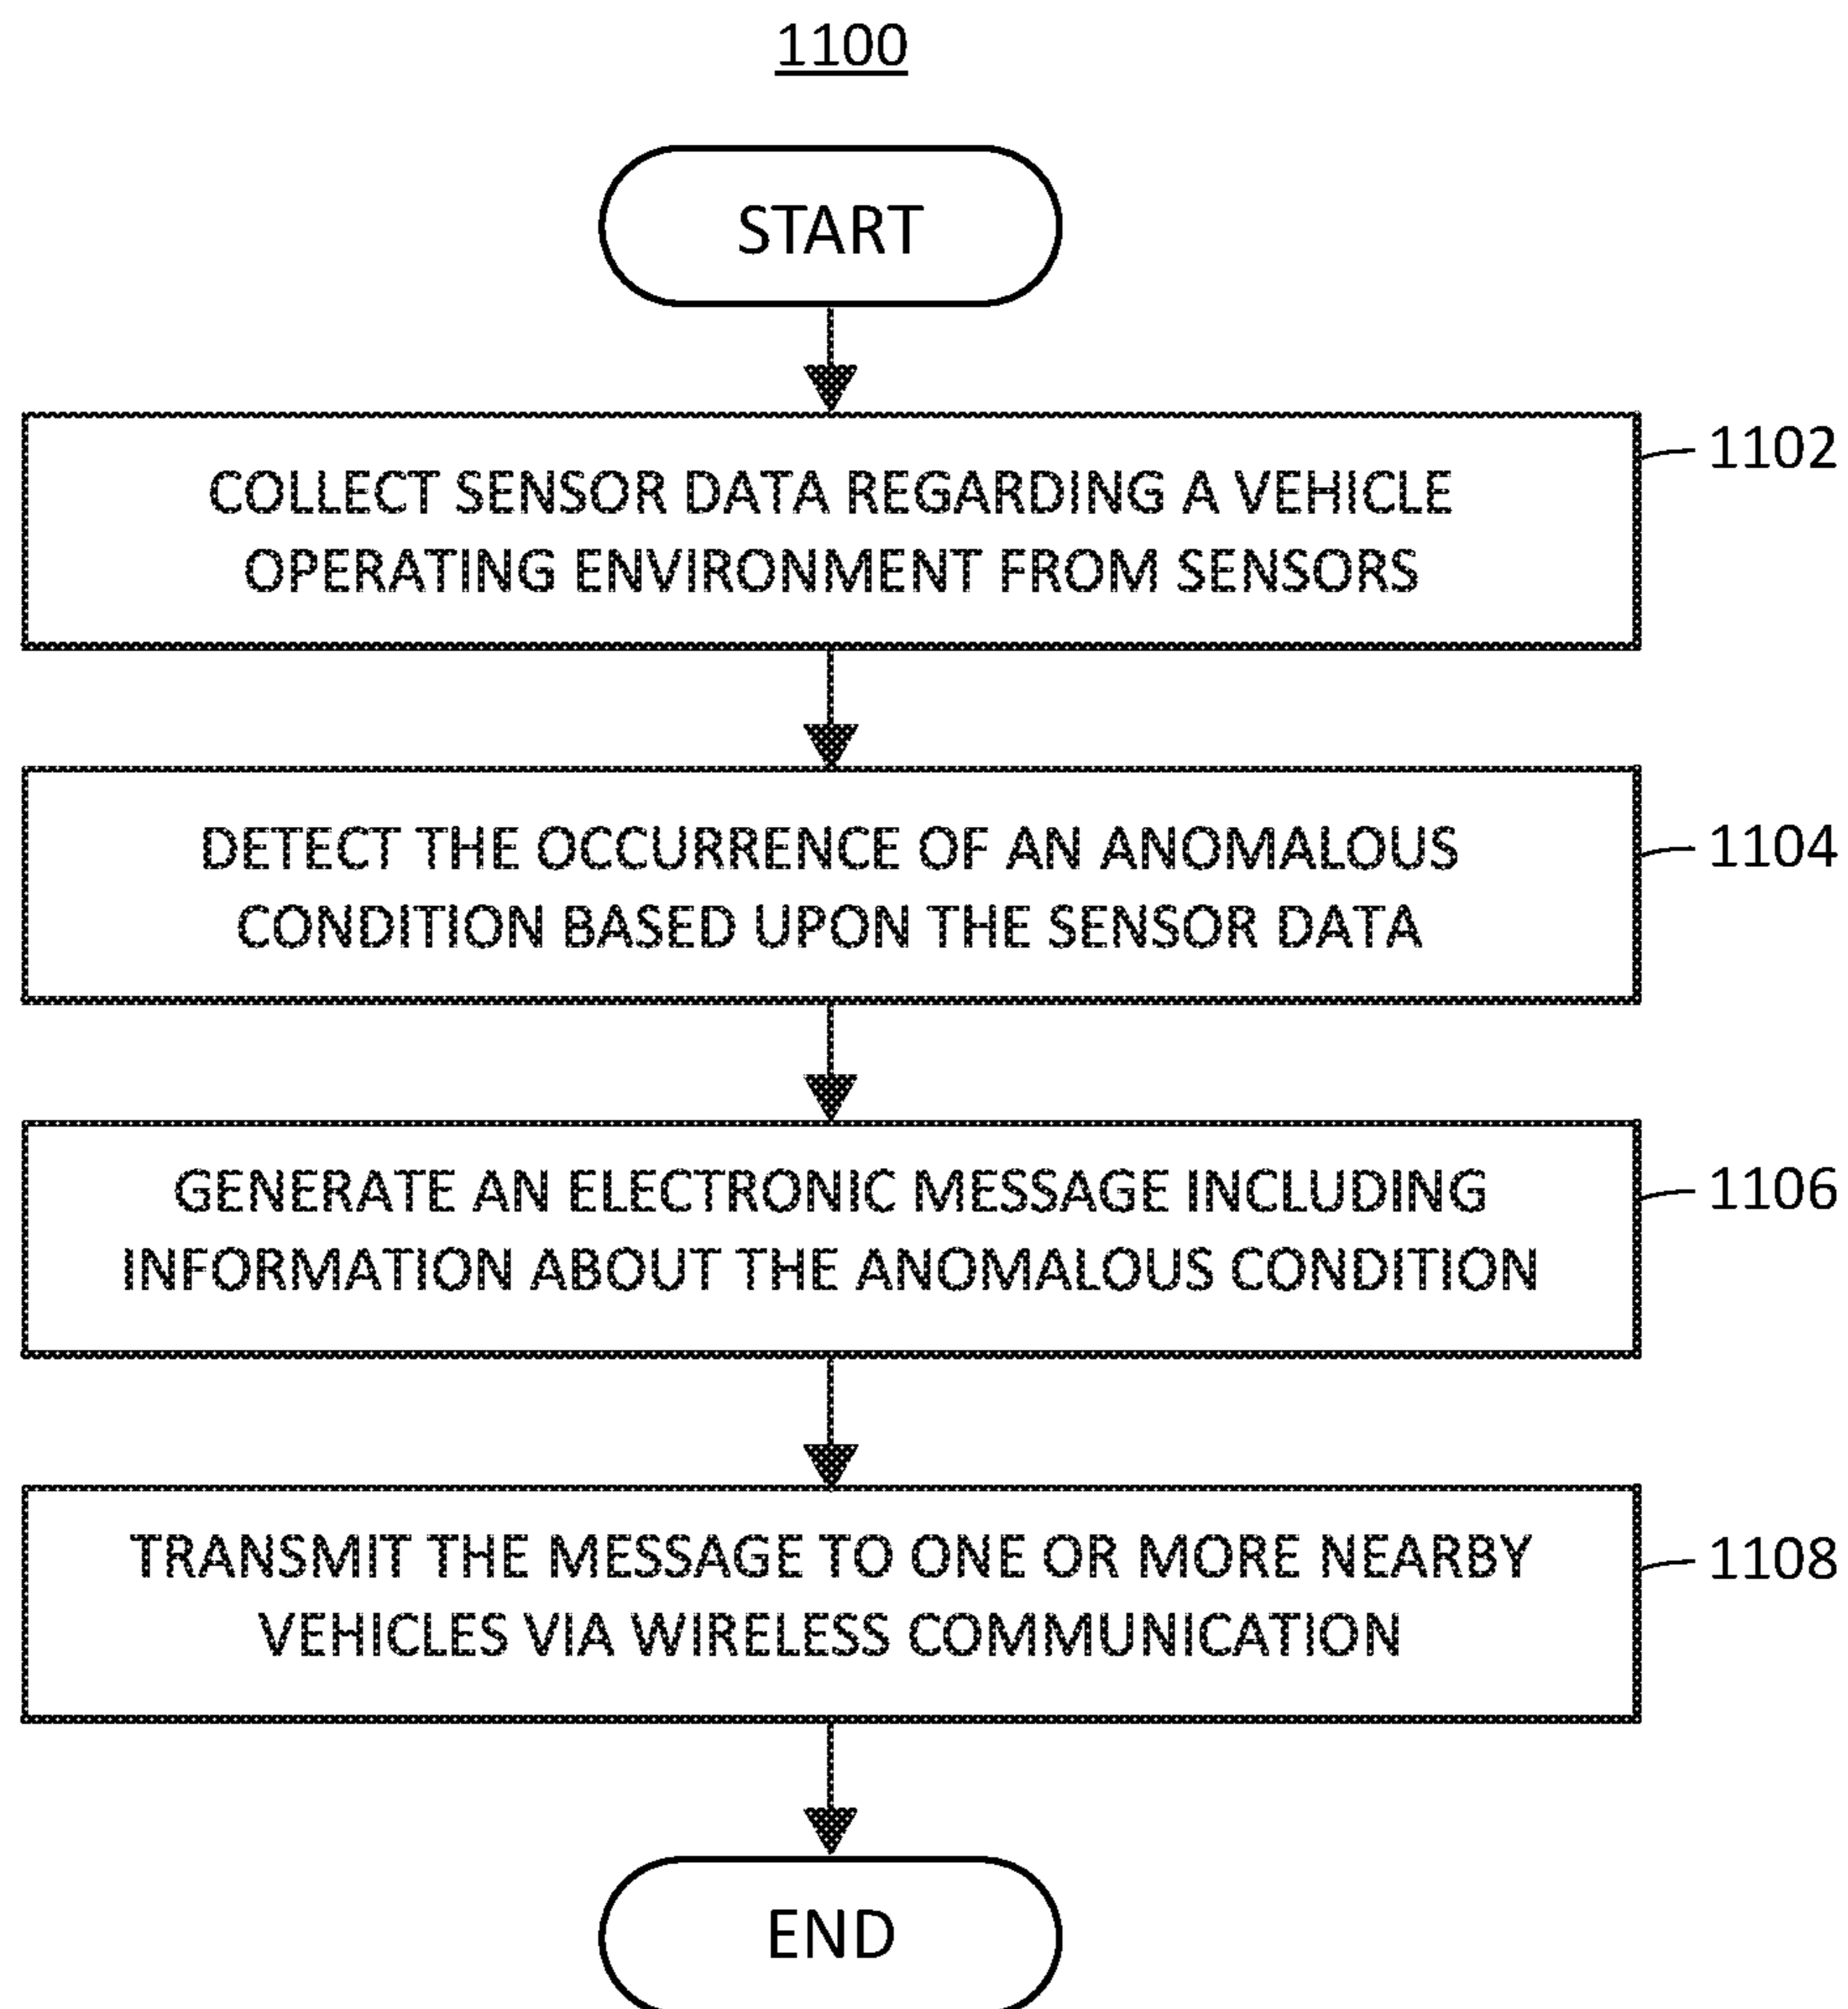 1100
START
COLLECT SENSOR DATA REGARDING A VEHICLE
OPERATING ENVIRONMENT FROM SENSORS
1102
DETECT THE OCCURRENCE OF AN ANOMALOUS
CONDITION BASED UPON THE SENSOR DATA
1104
GENERATE AN ELECTRONIC MESSAGE INCLUDING
INFORMATION ABOUT THE ANOMALOUS CONDITION
1106
TRANSMIT THE MESSAGE TO ONE OR MORE NEARBY
VEHICLES VIA WIRELESS COMMUNICATION
1108
END